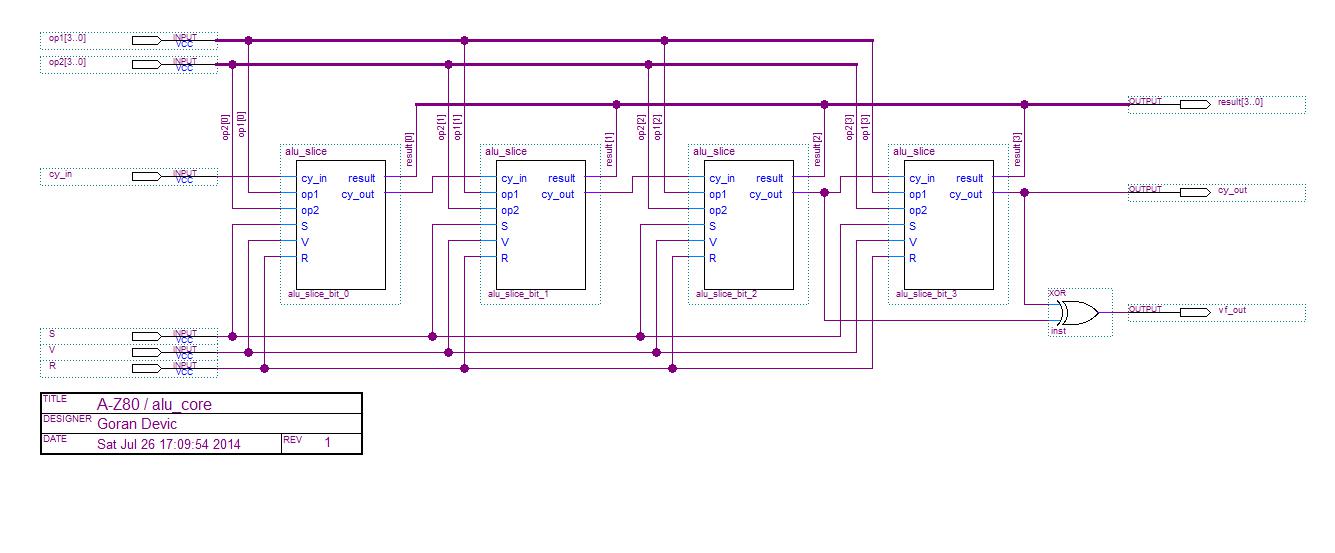 op1[3..0] INPUT VCC
op2[3..0] INPUT VCC
OUTPUT result[3..0]
op2[0] op1[0] result[0] op2[1] op1[1] result[1] op2[2] op1[2] result[2] op2[3] op1[3] result[3]
alu_slice alu_slice alu_slice alu_slice
cy_in INPUT VCC
cy_in result cy_in result cy_in result cy_in result
op1 cy_out op1 cy_out op1 cy_out op1 cy_out
OUTPUT cy_out
op2 op2 op2 op2
S S S S
V V V V
R R R R
alu_slice_bit_0 alu_slice_bit_1 alu_slice_bit_2 alu_slice_bit_3
XOR
inst
OUTPUT vf_out
S INPUT VCC
V INPUT VCC
R INPUT VCC
TITLE A-Z80 / alu_core
DESIGNER Goran Devic
DATE Sat Jul 26 17:09:54 2014 REV 1